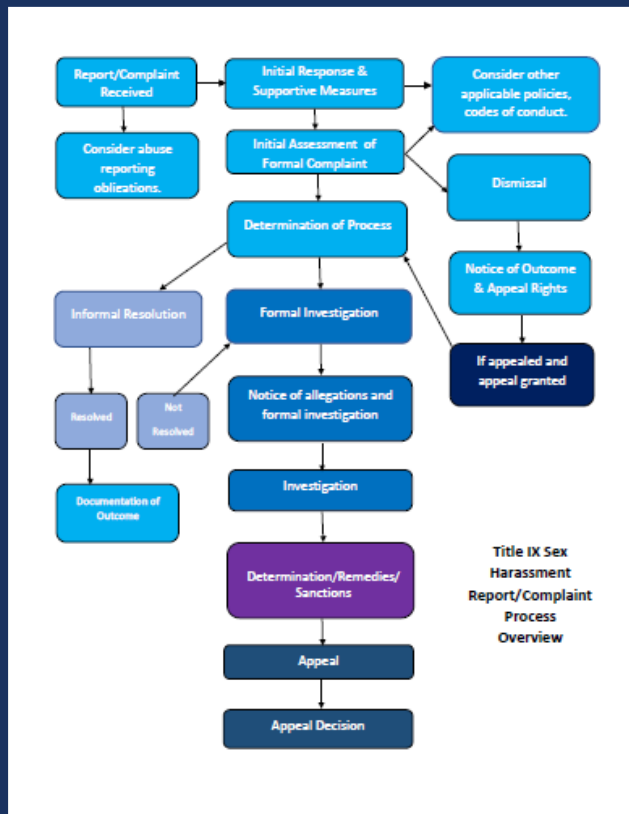 Report/Complaint
Received
Initial Response &
Supportive Measures
Consider other
applicable policies,
codes of conduct.
Consider abuse
reporting
oblieations.
Initial Assessment of
Formal Complaint
Dismissal
Determination of Process
Notice of Outcome
& Appeal Rights
Informal Resolution
Formal Investigation
If appealed and
appeal granted
Resolved
Not
Resolved
Notice of allegations and
formal investigation
Documentation of
Outcome
Investigation
Determination/Remedies/
Sanctions
Title IX Sex
Harassment
Report/Complaint
Process
Overview
Appeal
Appeal Decision